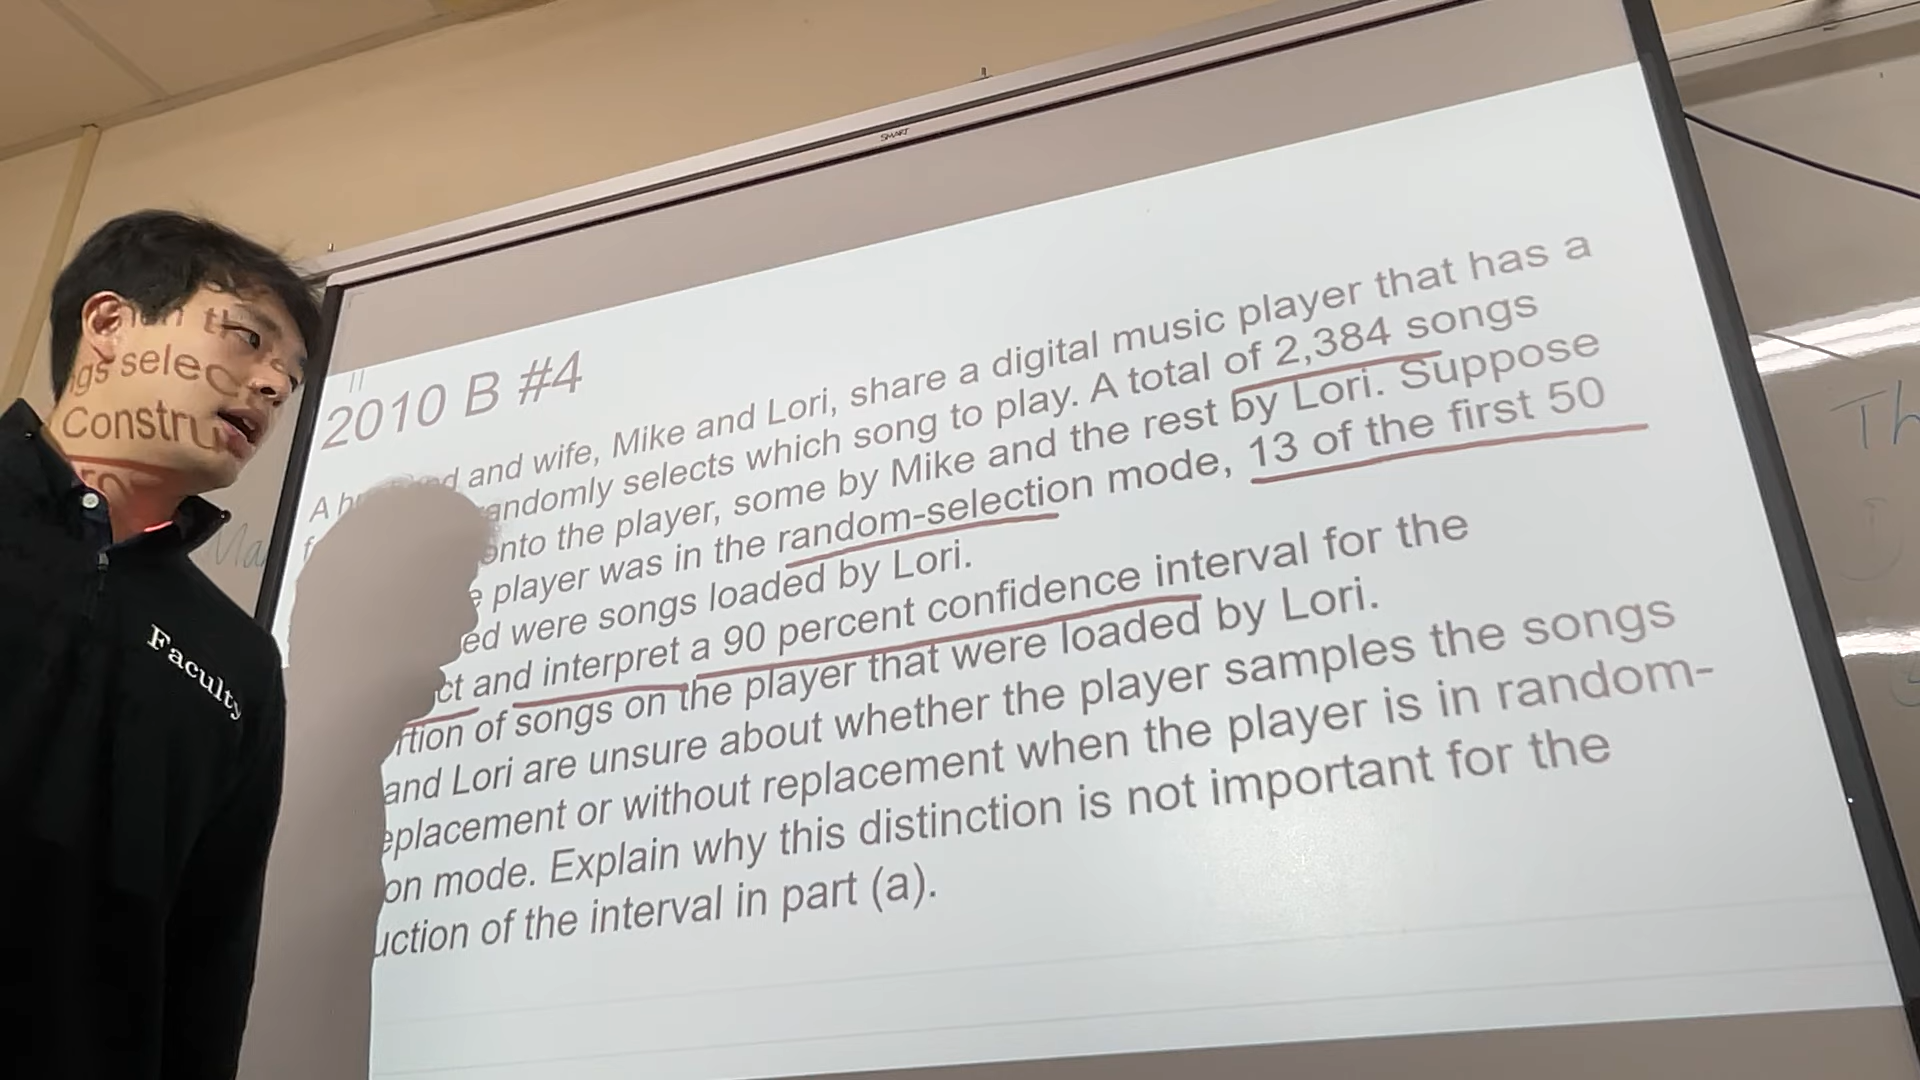 SMART
2010 B #4
A h and wife, Mike and Lori, share a digital music player that has a
f andomly selects which song to play. A total of 2,384 songs
onto the player, some by Mike and the rest by Lori. Suppose
e player was in the random-selection mode, 13 of the first 50
ed were songs loaded by Lori.
ct and interpret a 90 percent confidence interval for the
rtion of songs on the player that were loaded by Lori.
and Lori are unsure about whether the player samples the songs
eplacement or without replacement when the player is in random-
on mode. Explain why this distinction is not important for the
uction of the interval in part (a).
gs selec
Constru
Faculty
Ma
Th